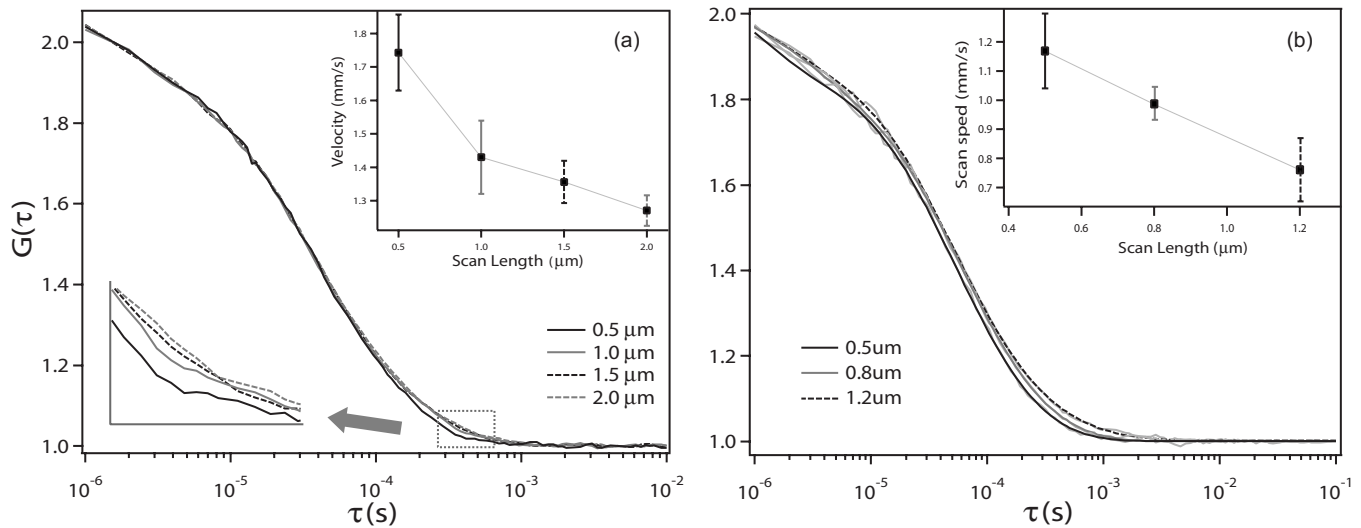 (a)
G(τ)
2.0
1.8
1.6
1.4
1.2
1.0
10-6
10-5
10-4
10-3
10-2
τ(s)
Velocity (mm/s)
1.8
1.7
1.6
1.5
1.4
1.3
0.5
1.0
1.5
2.0
Scan Length (μm)
0.5 μm
1.0 μm
1.5 μm
2.0 μm
(b)
2.0
1.8
1.6
1.4
1.2
1.0
10-6
10-5
10-4
10-3
10-2
10-1
τ(s)
Scan sped (mm/s)
1.2
1.1
1.0
0.9
0.8
0.7
0.4
0.6
0.8
1.0
1.2
Scan Length (μm)
0.5um
0.8um
1.2um